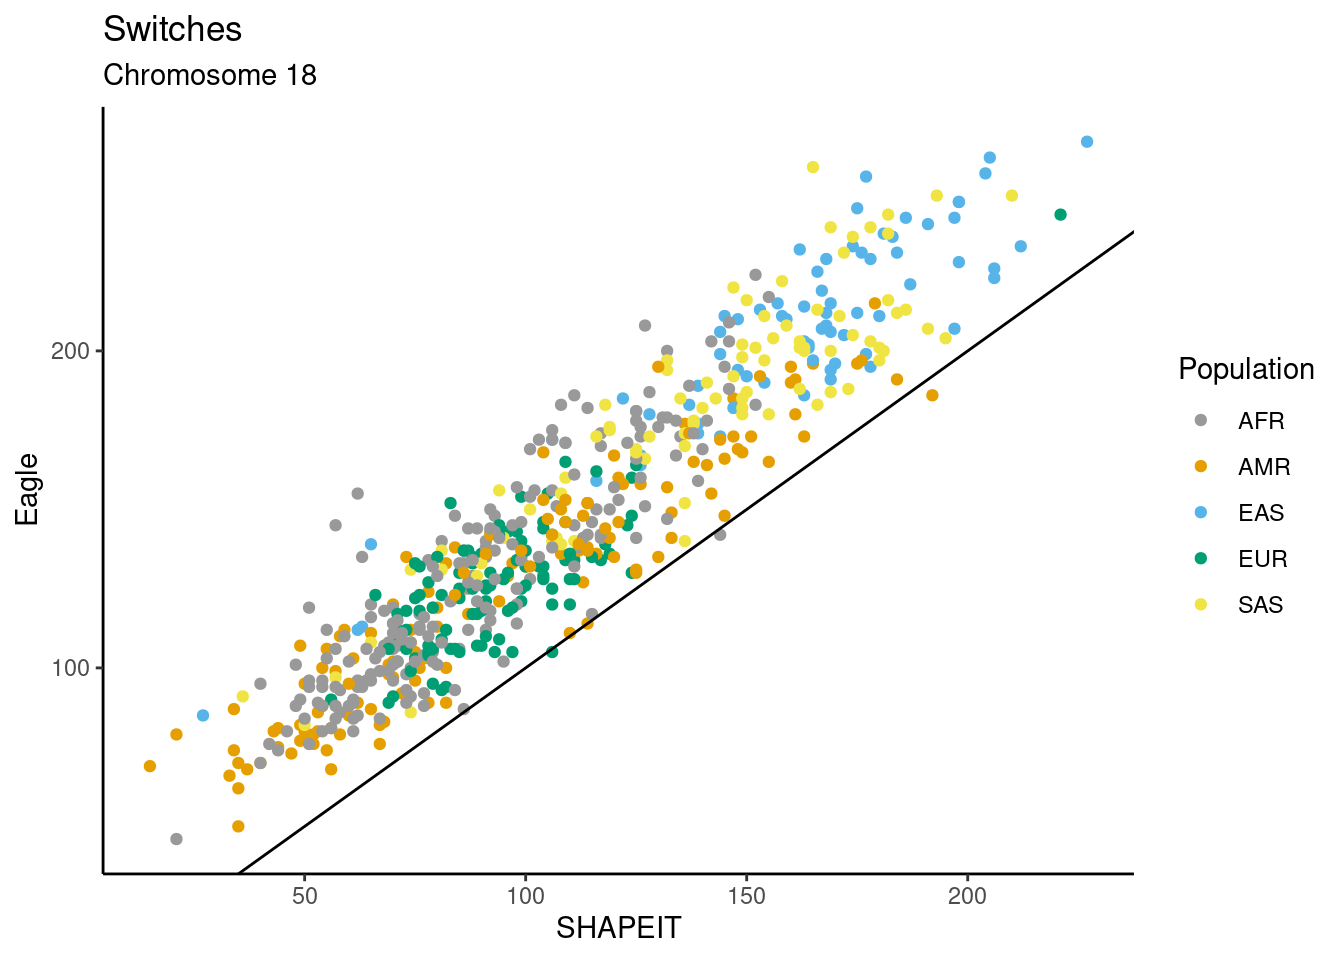 Switches
Chromosome 18
200
100
Eagle
50
100
150
200
SHAPEIT
Population
AFR
AMR
EAS
EUR
SAS